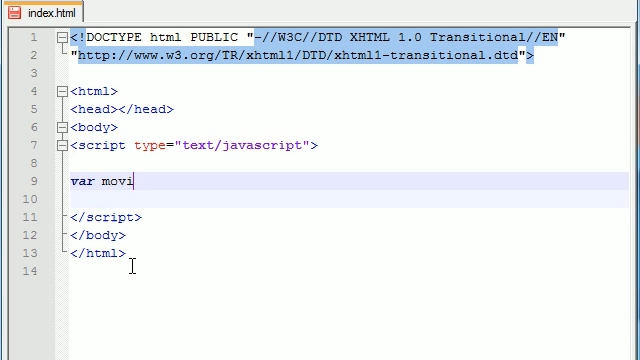 index.html
1 <!DOCTYPE html PUBLIC "-//W3C//DTD XHTML 1.0 Transitional//EN"
2 "http://www.w3.org/TR/xhtml1/DTD/xhtml1-transitional.dtd">
3
4 <html>
5 <head></head>
6 <body>
7 <script type="text/javascript">
8
9 var movi
10
11 </script>
12 </body>
13 </html>
14